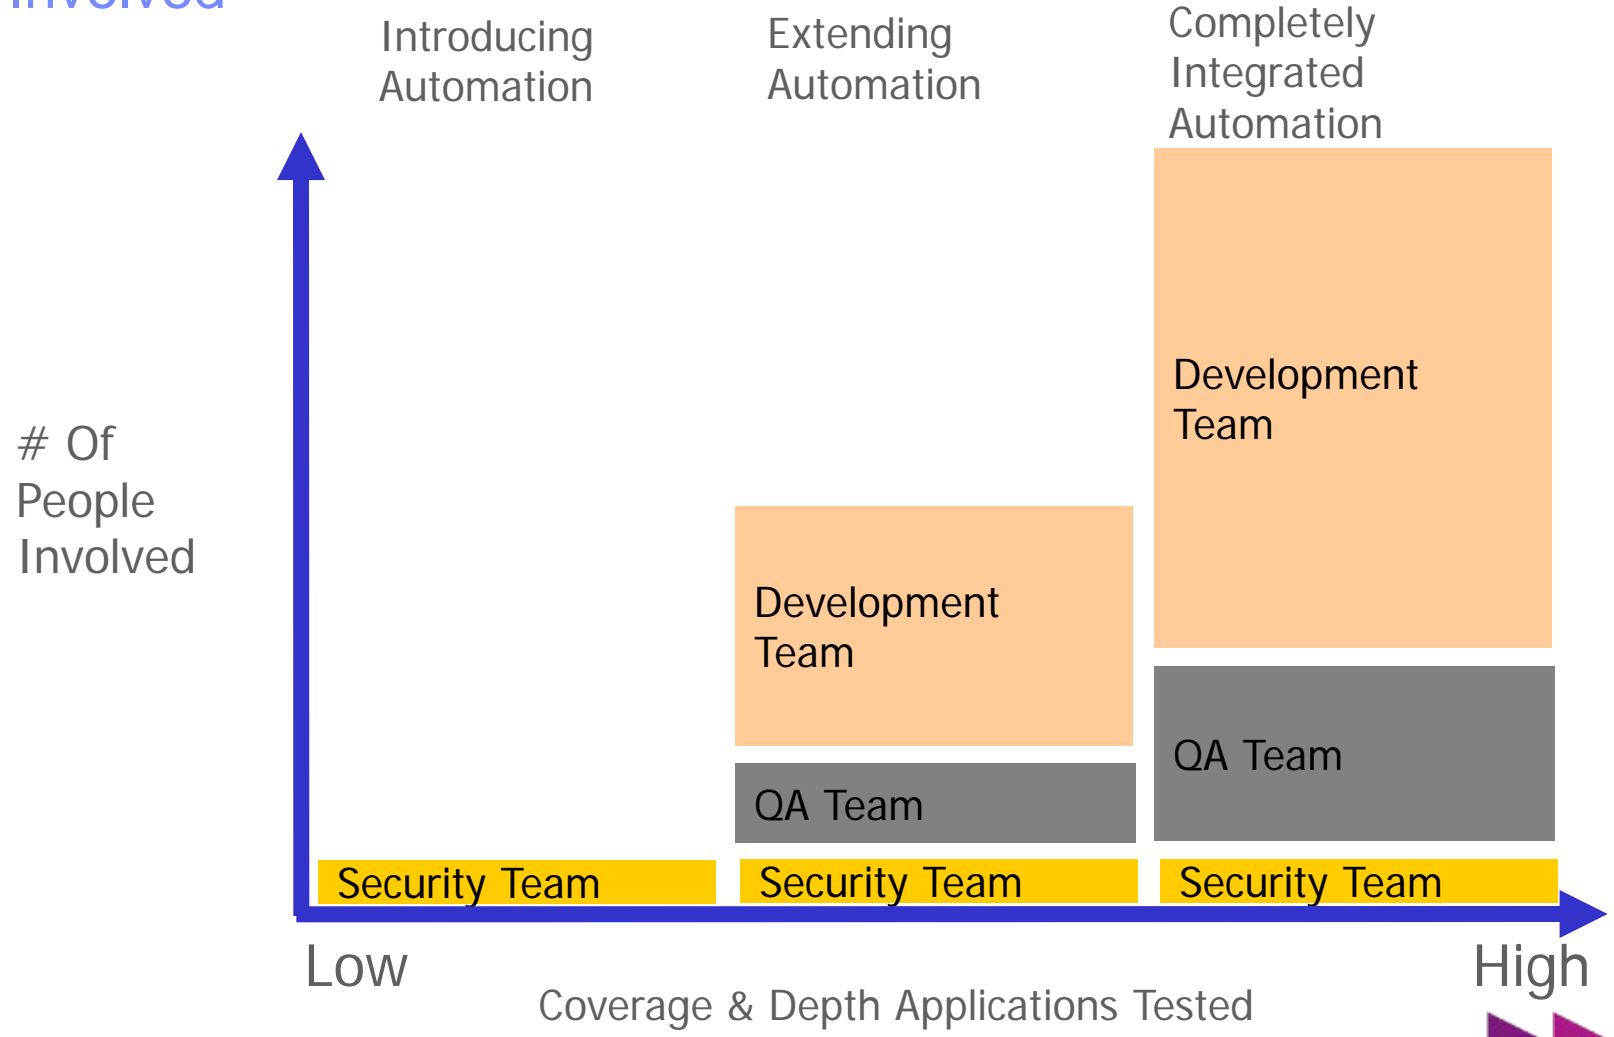 Involved
Introducing
Automation
Extending
Automation
Completely
Integrated
Automation
# Of
People
Involved
Development
Team
QA Team
Security Team
Development
Team
QA Team
Security Team
Security Team
Low
High
Coverage & Depth Applications Tested